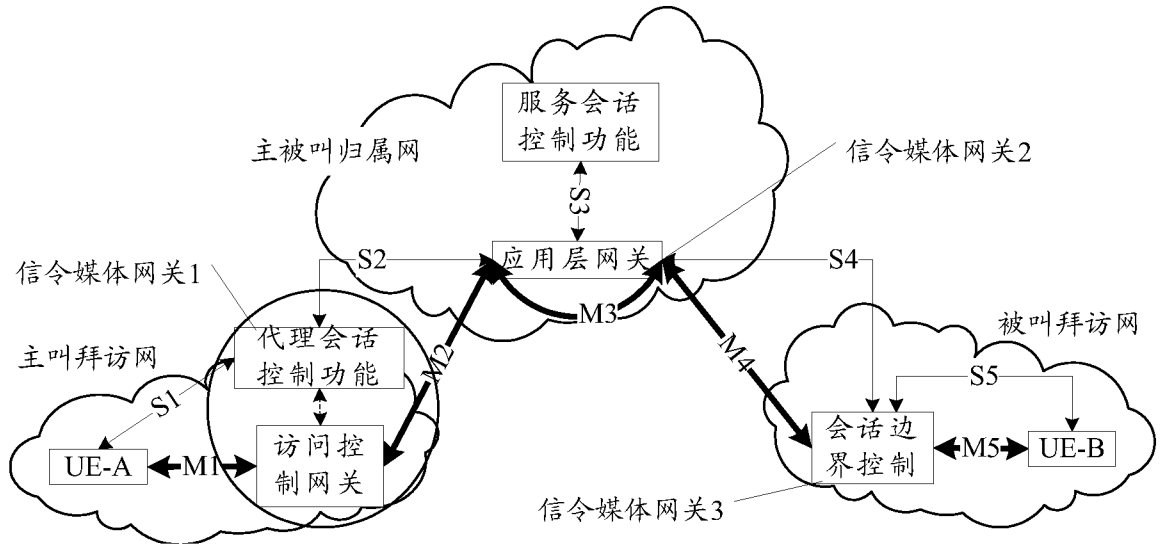 服务会话
控制功能
主被叫归属网
信令媒体网关2
S3
应用层网关
S2
S4
信令媒体网关1
M3
代理会话
控制功能
主叫拜访网
M2
M4
被叫拜访网
S1
S5
访问控
制网关
会话边
界控制
UE-A
M1
M5
UE-B
信令媒体网关3